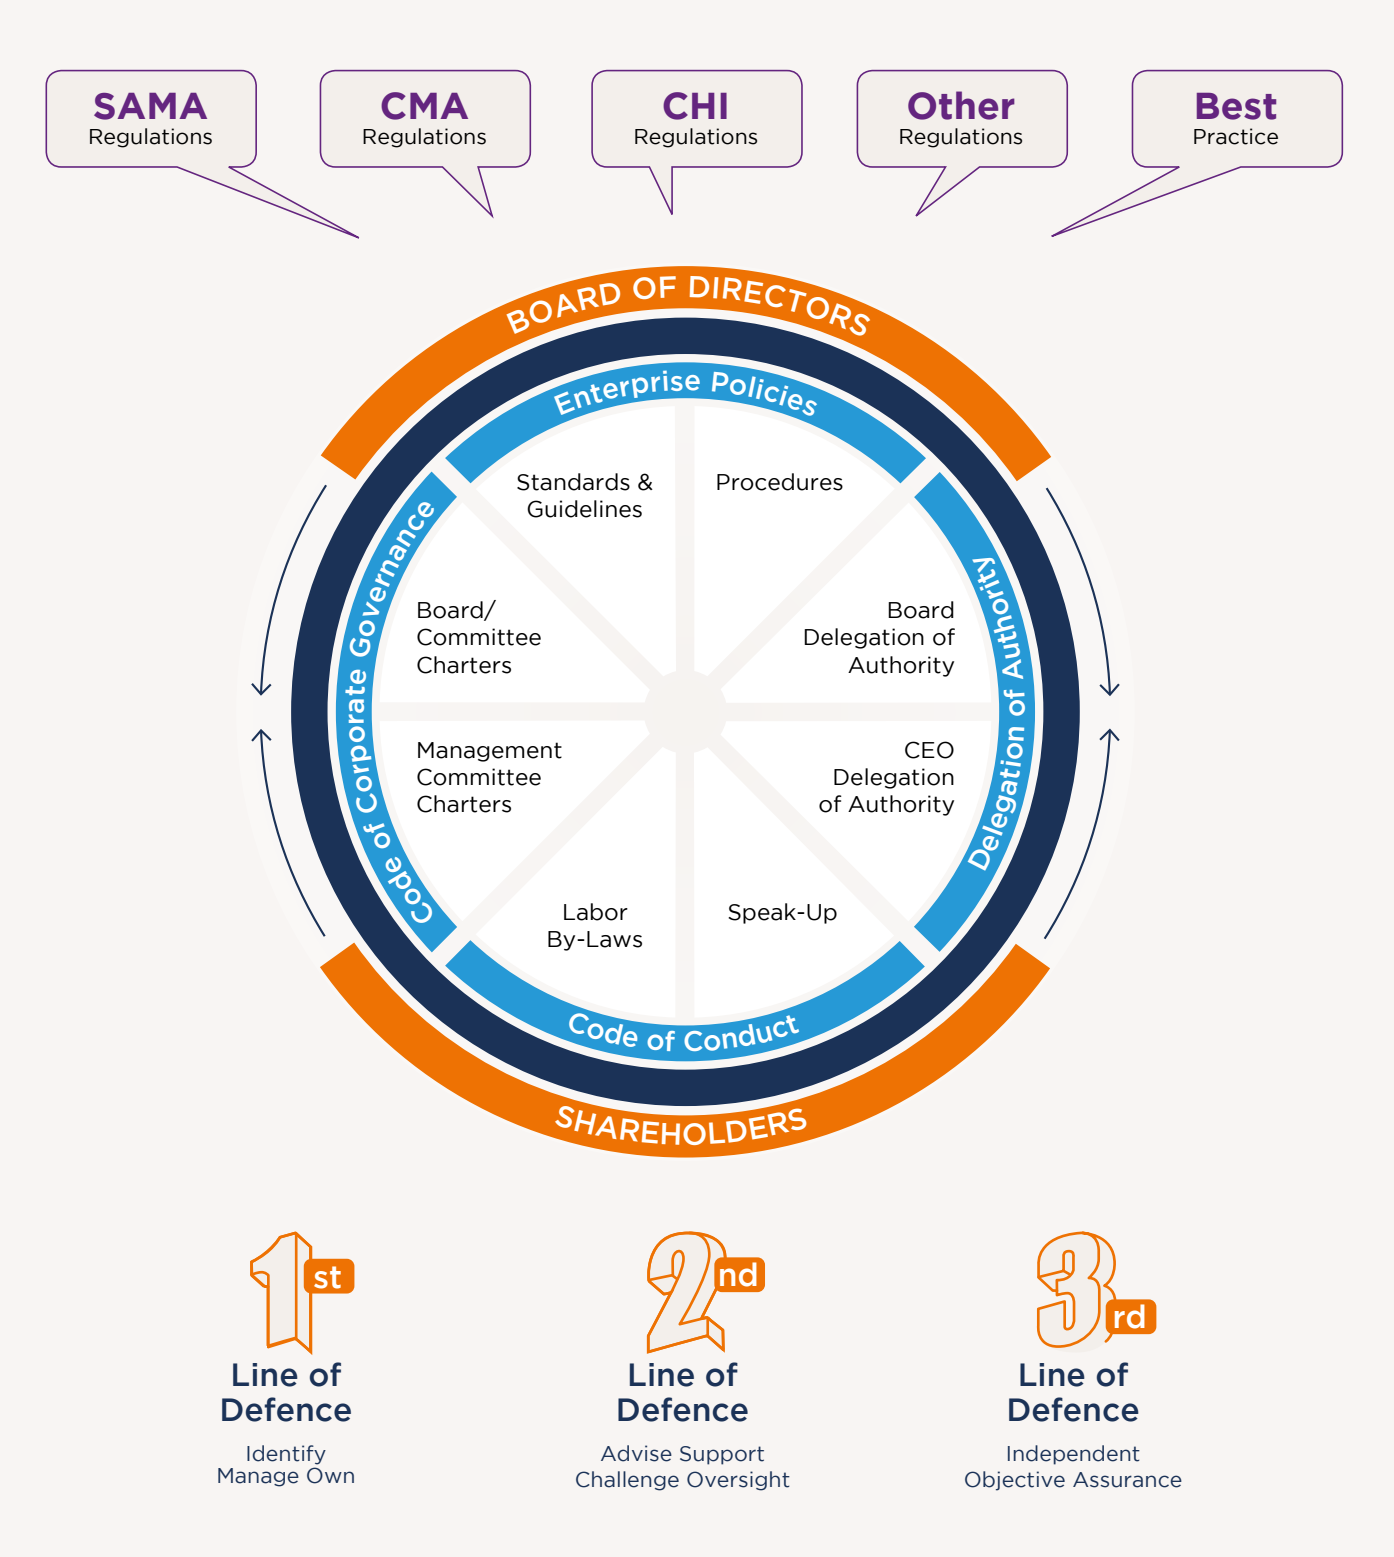 SAMA
Regulations
CMA
Regulations
CHI
Regulations
Other
Regulations
Best
Practice
BOARD OF DIRECTORS
Enterprise Policies
Code of Corporate Governance
Delegation of Authority
Code of Conduct
Standards &
Guidelines
Procedures
Board/
Committee
Charters
Board
Delegation of
Authority
Management
Committee
Charters
CEO
Delegation
of Authority
Labor
By-Laws
Speak-Up
SHAREHOLDERS
1st
Line of
Defence
Identify
Manage Own
2nd
Line of
Defence
Advise Support
Challenge Oversight
3rd
Line of
Defence
Independent
Objective Assurance